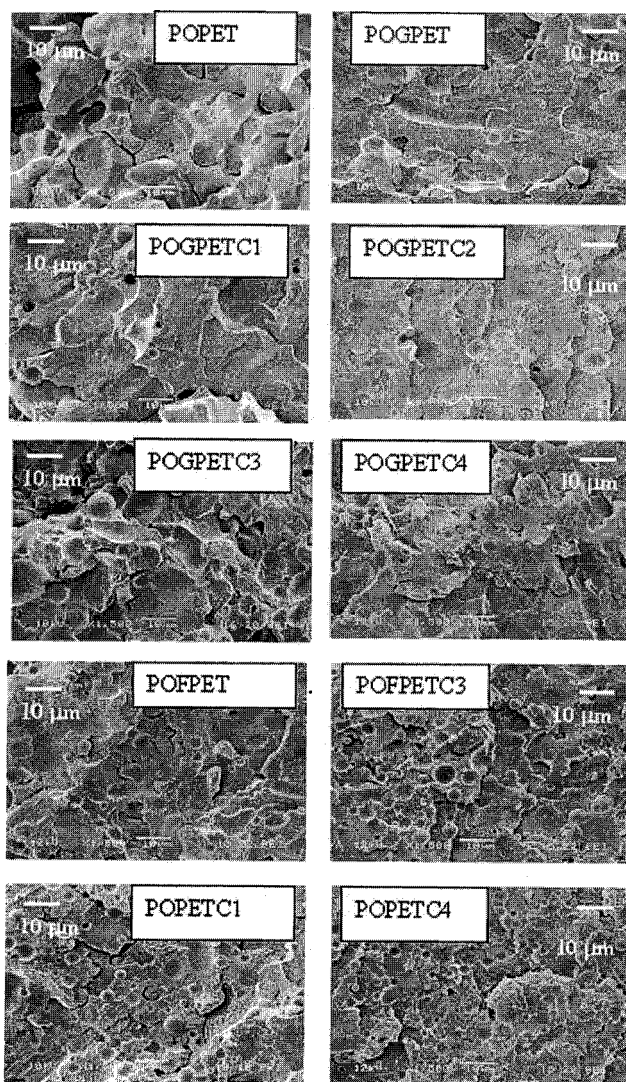 POPET
10 µm
POGPET
10 µm
POGPETC1
10 µm
POGPETC2
10 µm
POGPETC3
10 µm
POGPETC4
10 µm
POFPET
10 µm
POFPETC3
10 µm
POPETC1
10 µm
POPETC4
10 µm